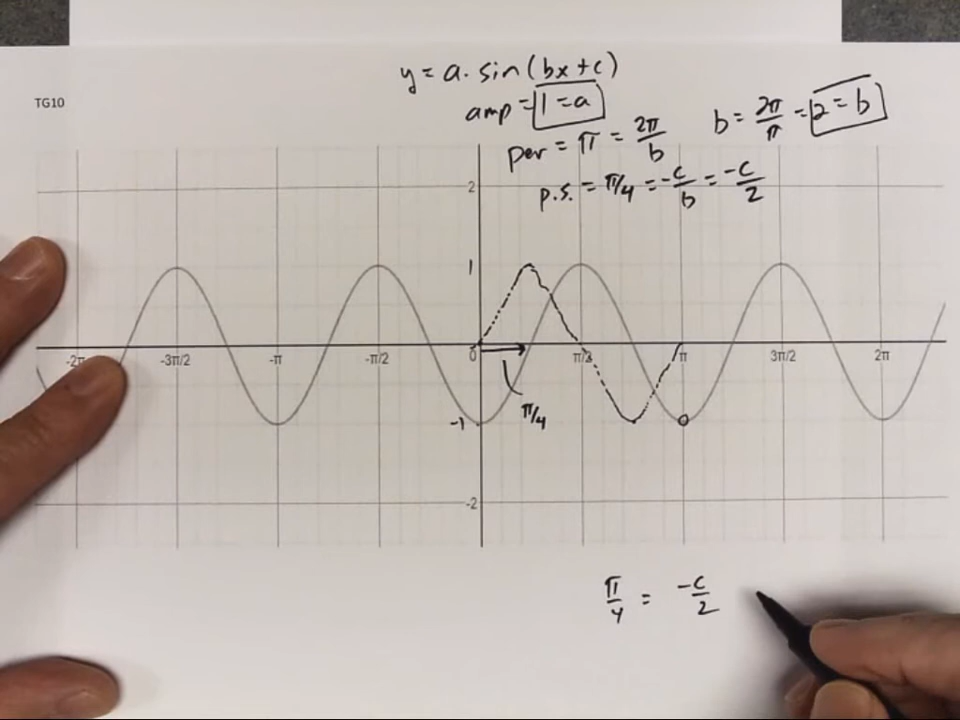 y = a · sin(bx + c)
TG10
amp = 1 = a
b = 2π/π = 2 = b
per = π = 2π/b
p.s. = π/4 = -c/b = -c/2
2
1
-2π -3π/2 -π -π/2 0 π/2 π 3π/2 2π
π/4
-1
-2
π/4 = -c/2